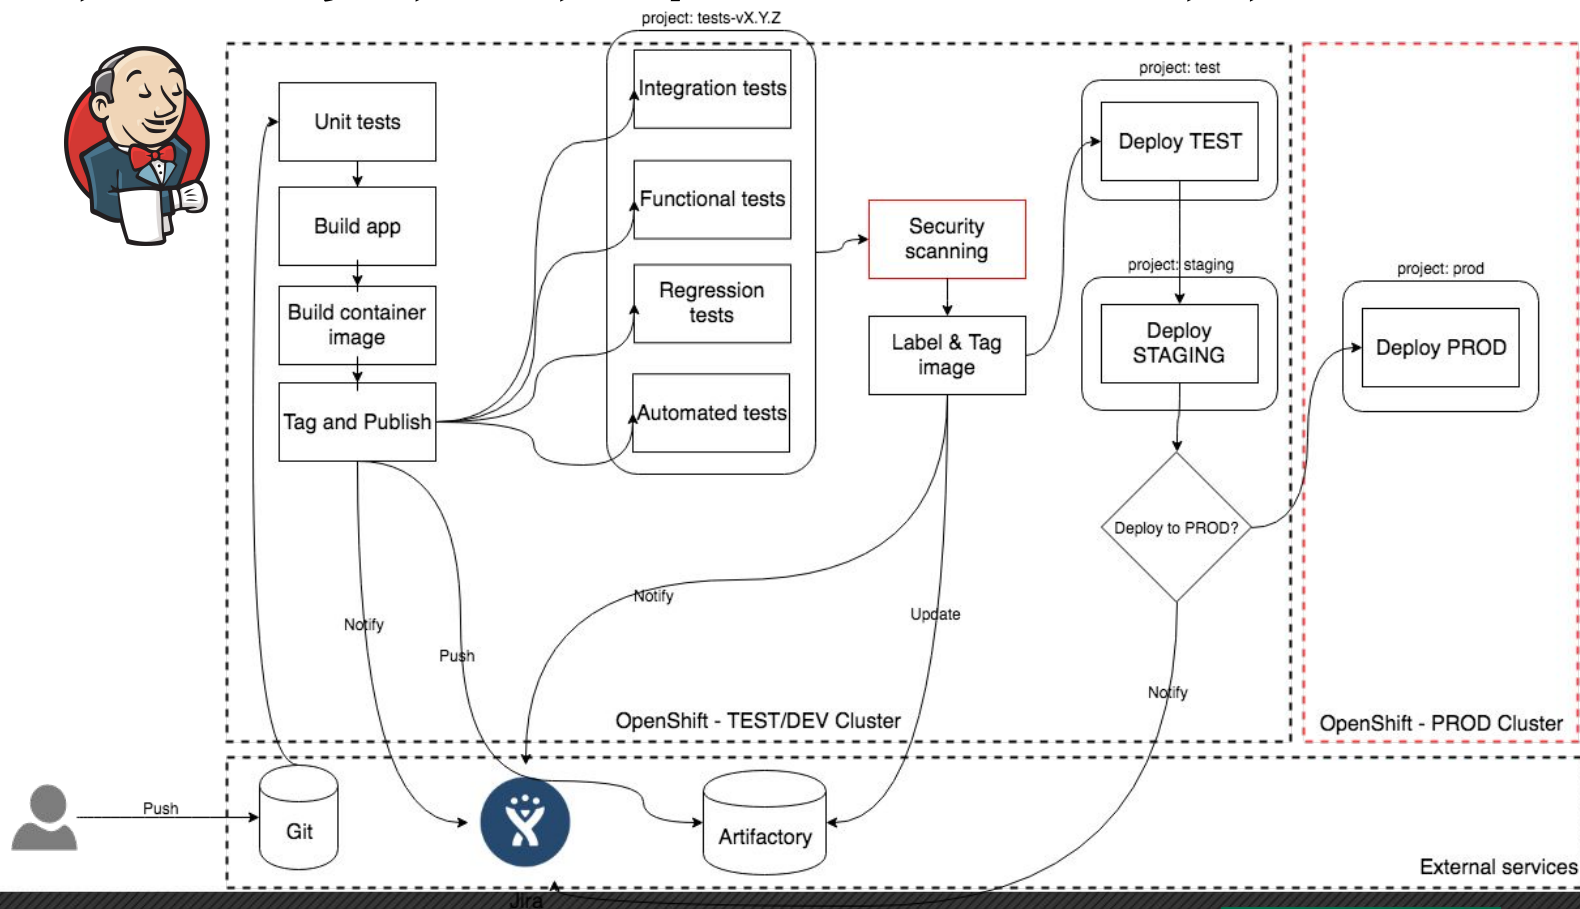 project: tests-vX.Y.Z
Unit tests
Build app
Build container
image
Tag and Publish
Integration tests
Functional tests
Regression
tests
Automated tests
Security
scanning
Label & Tag
image
project: test
Deploy TEST
project: staging
Deploy
STAGING
Deploy to PROD?
project: prod
Deploy PROD
Notify
Push
Notify
Update
Notify
OpenShift - TEST/DEV Cluster
OpenShift - PROD Cluster
Push
Git
Artifactory
External services
Jira